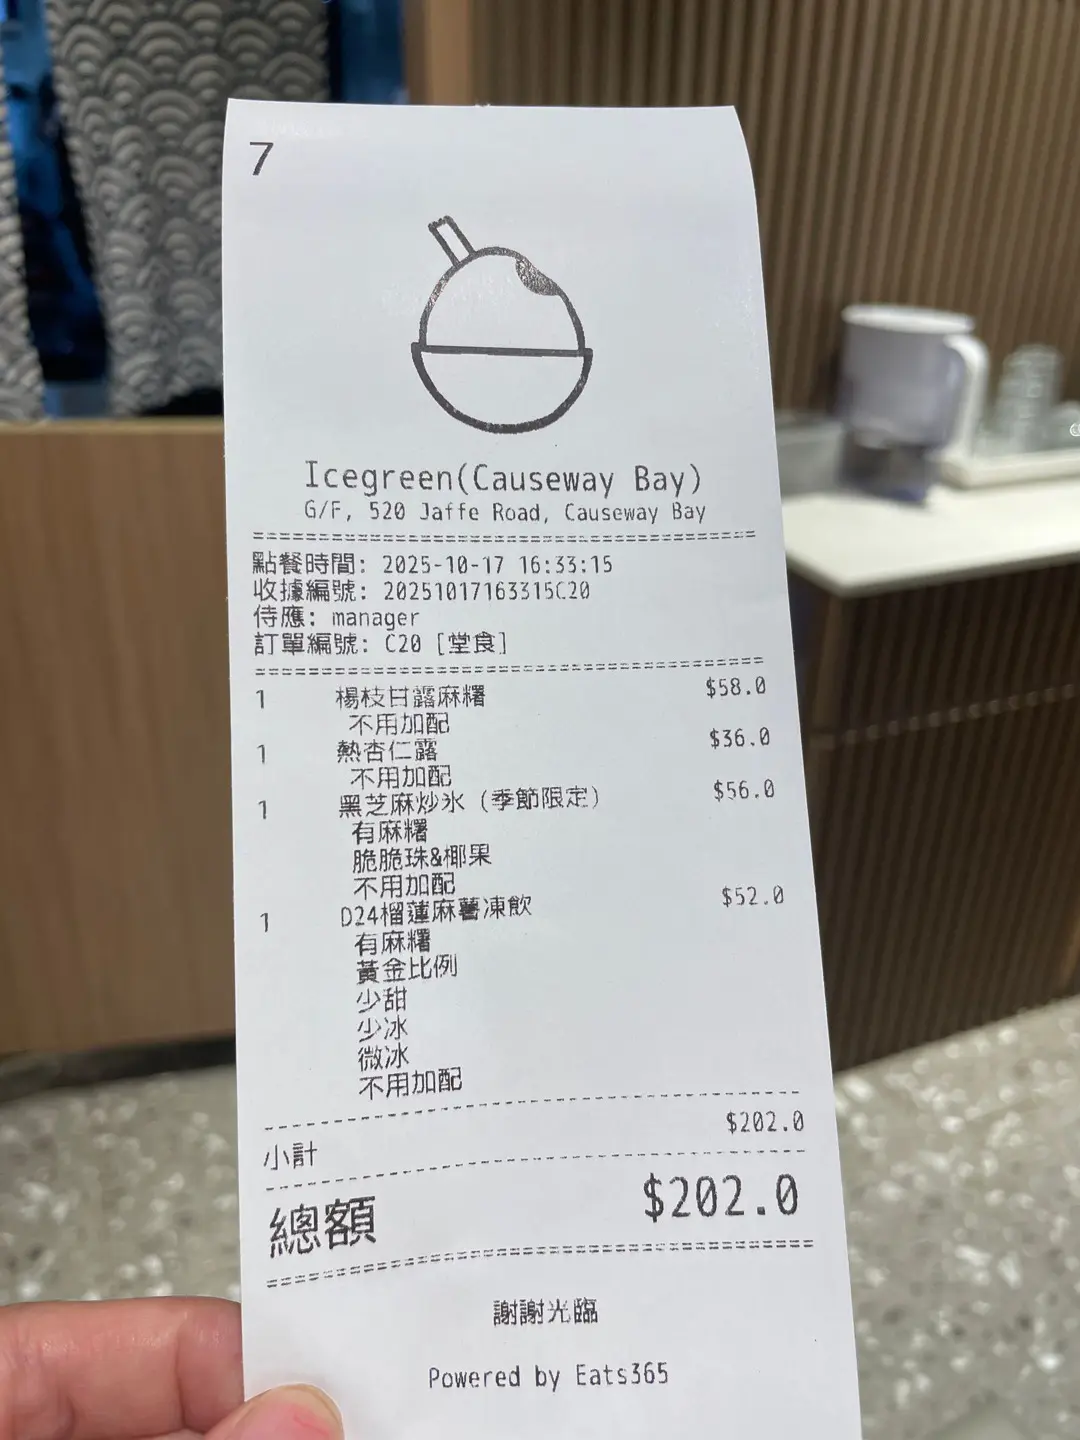 7
Icegreen(Causeway Bay)
G/F, 520 Jaffe Road, Causeway Bay
點餐時間: 2025-10-17 16:33:15
收據編號: 20251017163315C20
侍應: manager
訂單編號: C20 [堂食]
1 楊枝甘露麻糬 $58.0
不用加配
1 熱杏仁露 $36.0
不用加配
1 黑芝麻炒氷 (季節限定) $56.0
有麻糬
脆脆珠&椰果
不用加配
1 D24榴蓮麻薯凍飲 $52.0
有麻糬
黃金比例
少甜
少冰
微冰
不用加配
小計 $202.0
總額 $202.0
謝謝光臨
Powered by Eats365